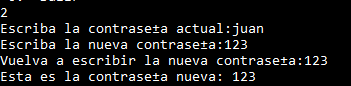 2
Escriba la contrase±a actual:juan
Escriba la nueva contrase±a:123
Vuelva a escribir la nueva contrase±a:123
Esta es la contrase±a nueva: 123